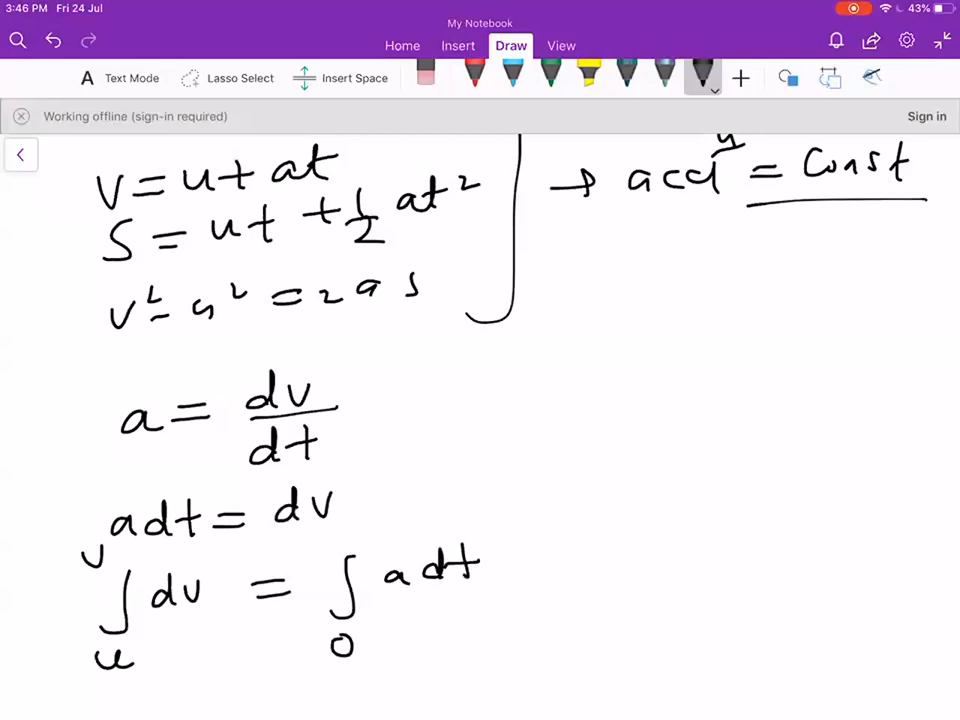 3:46 PM Fri 24 Jul
43%
My Notebook
Home Insert Draw View
A Text Mode Lasso Select Insert Space
Working offline (sign-in required) Sign in
v = u + at
→ accⁿ = Const
S = ut + 1/2 at²
v² - u² = 2as
a = dv/dt
adt = dv
∫ᵤᵛ dv = ∫₀ adt